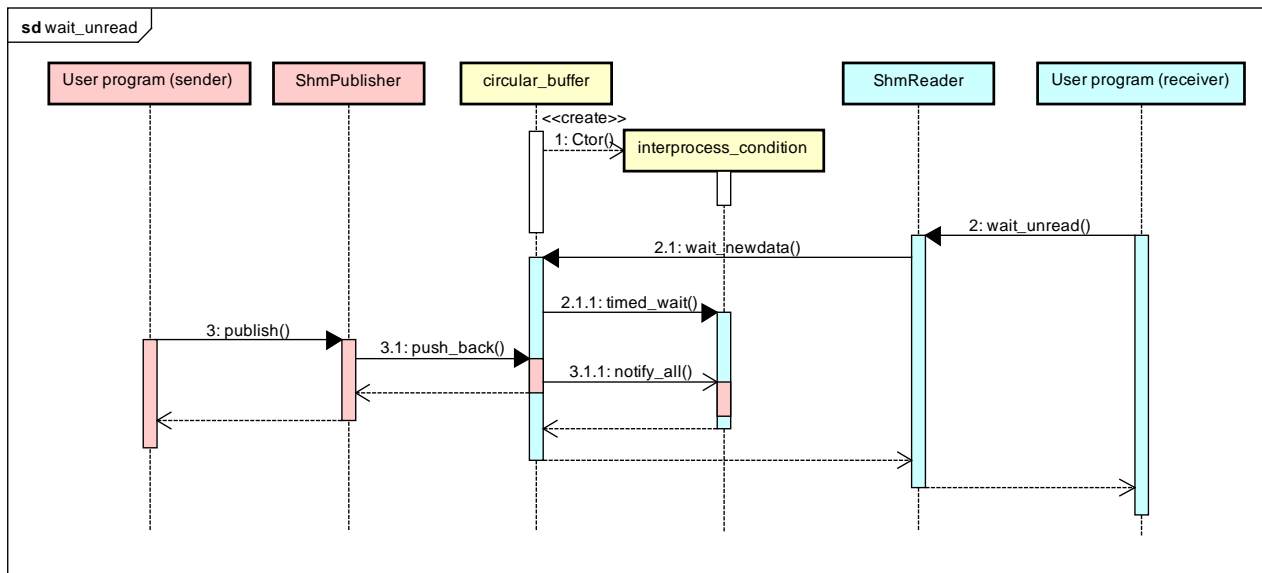 sd wait_unread
User program (sender)
ShmPublisher
circular_buffer
ShmReader
User program (receiver)
<<create>>
1: Ctor()
interprocess_condition
2: wait_unread()
2.1: wait_newdata()
2.1.1: timed_wait()
3: publish()
3.1: push_back()
3.1.1: notify_all()